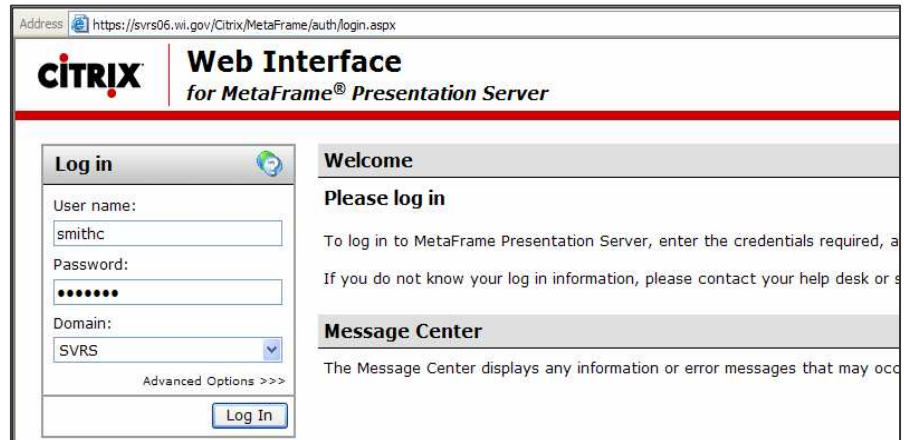 Address https://svrs06.wi.gov/Citrix/MetaFrame/auth/login.aspx
CITRIX
Web Interface
for MetaFrame® Presentation Server
Log in
User name:
smithc
Password:
•••••••
Domain:
SVRS
Advanced Options >>>
Log In
Welcome
Please log in
To log in to MetaFrame Presentation Server, enter the credentials required, a
If you do not know your log in information, please contact your help desk or s
Message Center
The Message Center displays any information or error messages that may occ